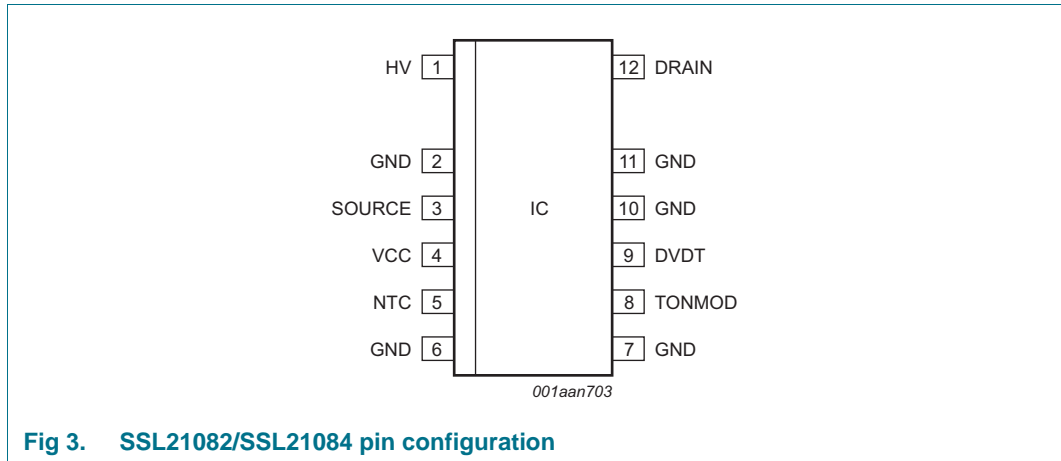 HV 1 12 DRAIN
GND 2 11 GND
SOURCE 3 IC 10 GND
VCC 4 9 DVDT
NTC 5 8 TONMOD
GND 6 7 GND
001aan703
Fig 3. SSL21082/SSL21084 pin configuration